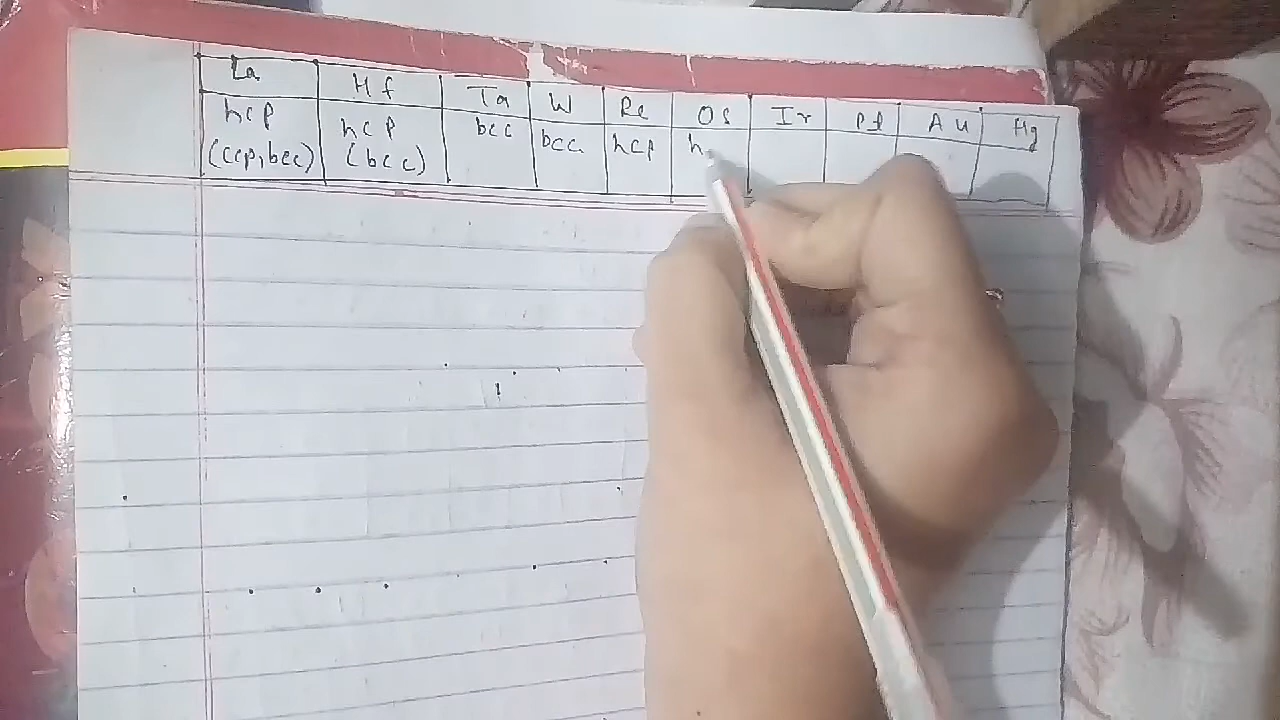 La Hf Ta W Re Os Ir Pt Au Hg
hcp hcp bcc bcc. hcp h
(ccp,bcc) (bcc)